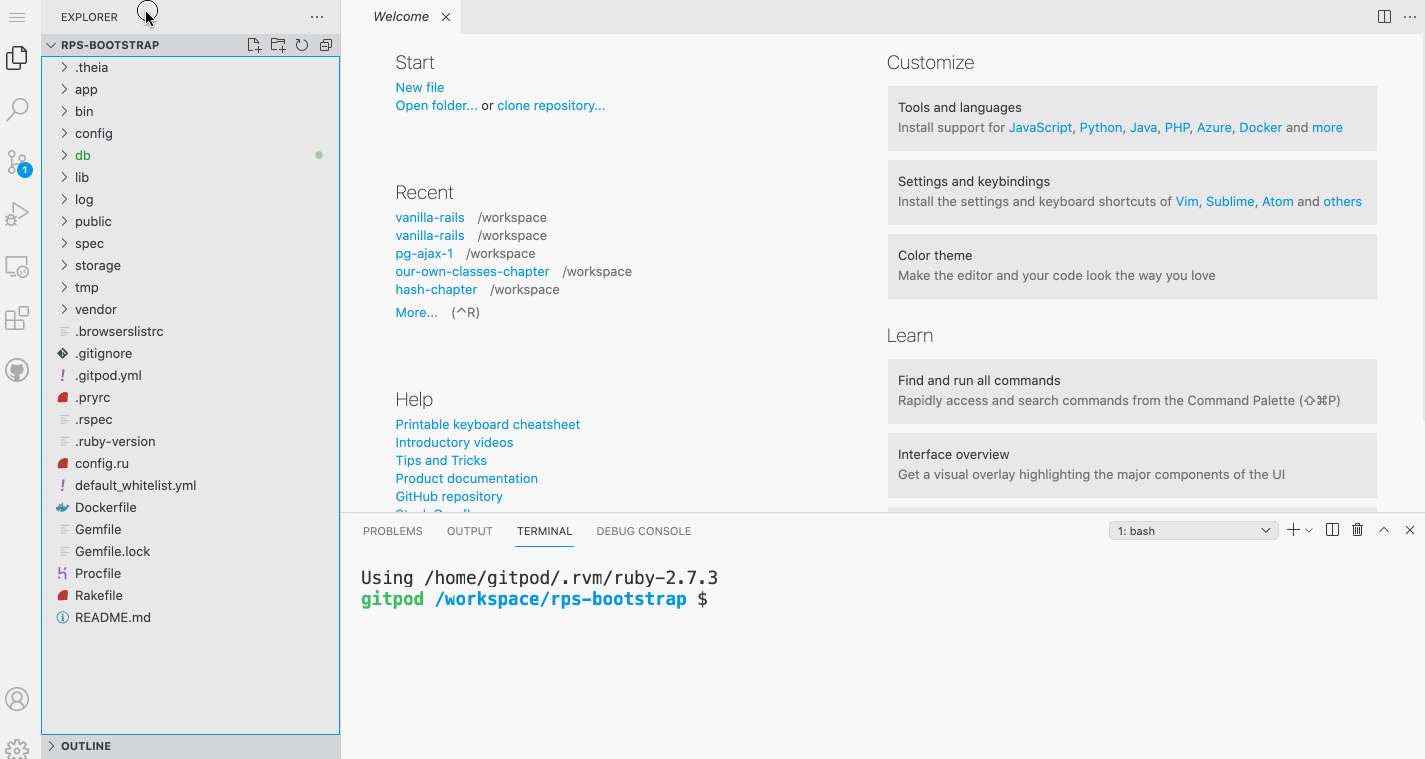 EXPLORER
RPS-BOOTSTRAP
.theia
app
bin
config
db
lib
log
public
spec
storage
tmp
vendor
.browserslistrc
.gitignore
.gitpod.yml
.pryrc
.rspec
.ruby-version
config.ru
default_whitelist.yml
Dockerfile
Gemfile
Gemfile.lock
Procfile
Rakefile
README.md
OUTLINE
1
Welcome
Start
New file
Open folder... or clone repository...
Recent
vanilla-rails /workspace
vanilla-rails /workspace
pg-ajax-1 /workspace
our-own-classes-chapter /workspace
hash-chapter /workspace
More... (^R)
Help
Printable keyboard cheatsheet
Introductory videos
Tips and Tricks
Product documentation
GitHub repository
Customize
Tools and languages
Install support for JavaScript, Python, Java, PHP, Azure, Docker and more
Settings and keybindings
Install the settings and keyboard shortcuts of Vim, Sublime, Atom and others
Color theme
Make the editor and your code look the way you love
Learn
Find and run all commands
Rapidly access and search commands from the Command Palette (⇧⌘P)
Interface overview
Get a visual overlay highlighting the major components of the UI
PROBLEMS OUTPUT TERMINAL DEBUG CONSOLE 1: bash
Using /home/gitpod/.rvm/ruby-2.7.3
gitpod /workspace/rps-bootstrap $